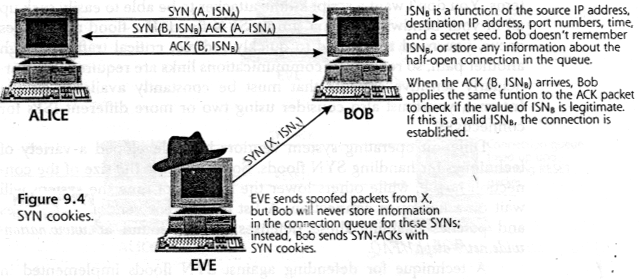 SYN (A, ISNA)
SYN (B, ISNB) ACK (A, ISNA)
ACK (B, ISNB)
ALICE
BOB
ISNB is a function of the source IP address,
destination IP address, port numbers, time,
and a secret seed. Bob doesn't remember
ISNB, or store any information about the
half-open connection in the queue.
When the ACK (B, ISNB) arrives, Bob
applies the same funtion to the ACK packet
to check if the value of ISNB is legitimate.
If this is a valid ISNB, the connection is
established.
SYN (X, ISNX)
Figure 9.4
SYN cookies.
EVE sends spoofed packets from X,
but Bob will never store information
in the connection queue for these SYNs;
instead, Bob sends SYN-ACKs with
SYN cookies.
EVE